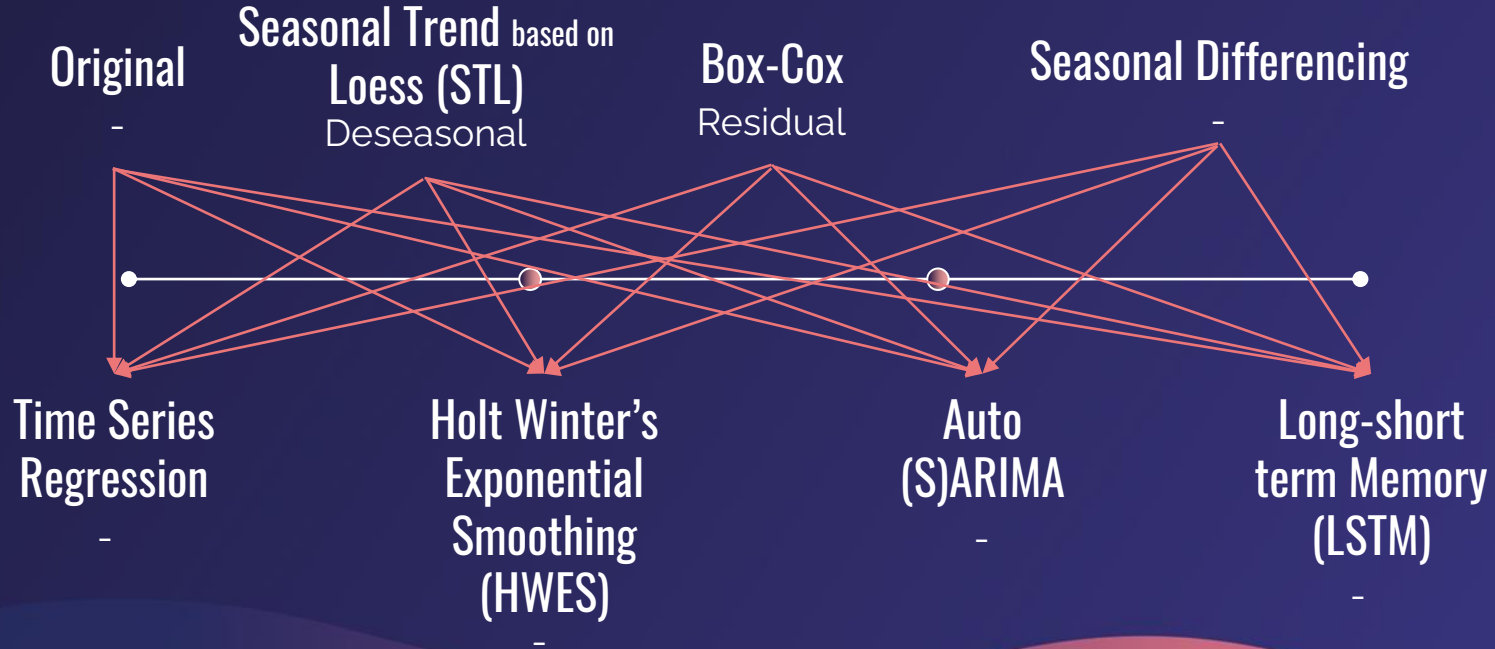 Original
-
Seasonal Trend based on
Loess (STL)
Deseasonal
Box-Cox
Residual
Seasonal Differencing
-
Time Series
Regression
-
Holt Winter’s
Exponential
Smoothing
(HWES)
-
Auto
(S)ARIMA
-
Long-short
term Memory
(LSTM)
-